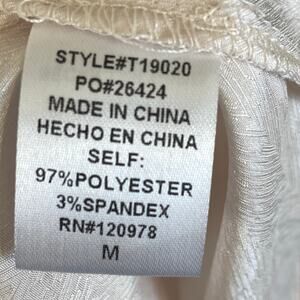 STYLE#T19020
PO#26424
MADE IN CHINA
HECHO EN CHINA
SELF:
97%POLYESTER
3%SPANDEX
RN#120978
M